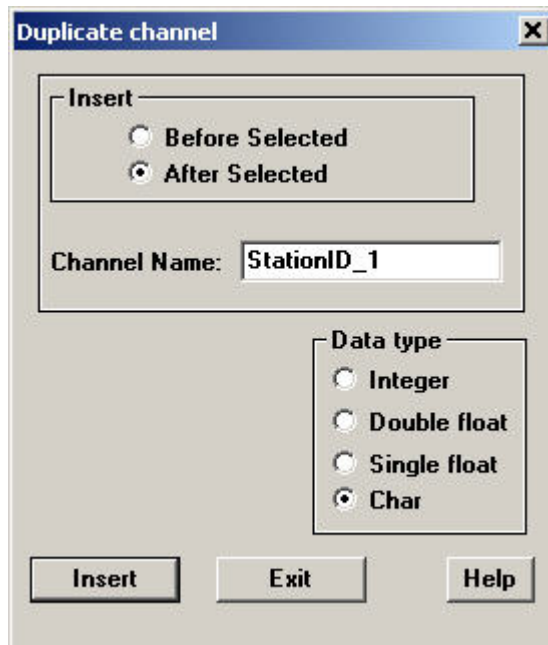 Duplicate channel
Insert
Before Selected
After Selected
Channel Name: StationID_1
Data type
Integer
Double float
Single float
Char
Insert Exit Help